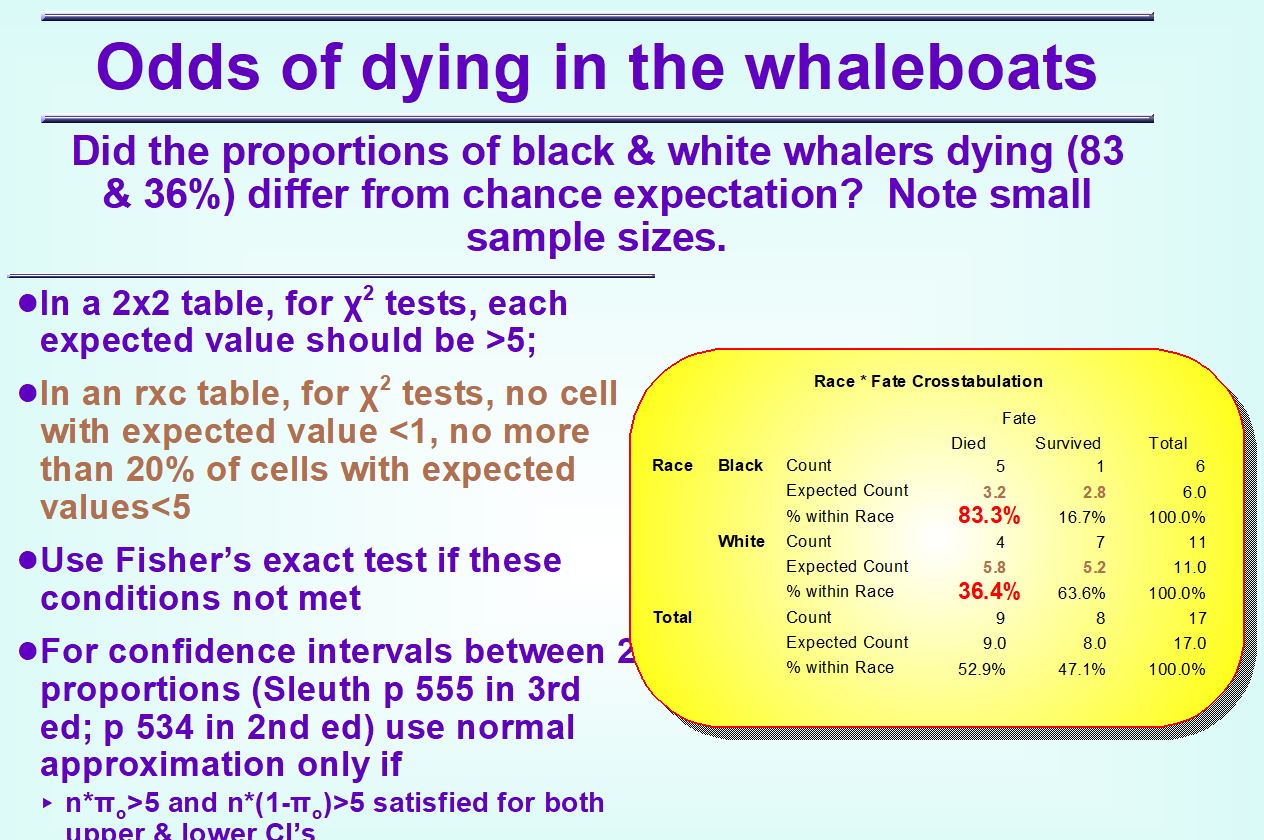 Odds of dying in the whaleboats
Did the proportions of black & white whalers dying (83
& 36%) differ from chance expectation?  Note small
sample sizes.
●In a 2x2 table, for χ² tests, each
expected value should be >5;
●In an rxc table, for χ² tests, no cell
with expected value <1, no more
than 20% of cells with expected
values<5
●Use Fisher’s exact test if these
conditions not met
●For confidence intervals between 2
proportions (Sleuth p 555 in 3rd
ed; p 534 in 2nd ed) use normal
approximation only if
‣ n*πₒ>5 and n*(1-πₒ)>5 satisfied for both
upper & lower CI’s
Race * Fate Crosstabulation
Fate
Died Survived Total
Race Black Count 5 1 6
Expected Count 3.2 2.8 6.0
% within Race 83.3% 16.7% 100.0%
White Count 4 7 11
Expected Count 5.8 5.2 11.0
% within Race 36.4% 63.6% 100.0%
Total Count 9 8 17
Expected Count 9.0 8.0 17.0
% within Race 52.9% 47.1% 100.0%